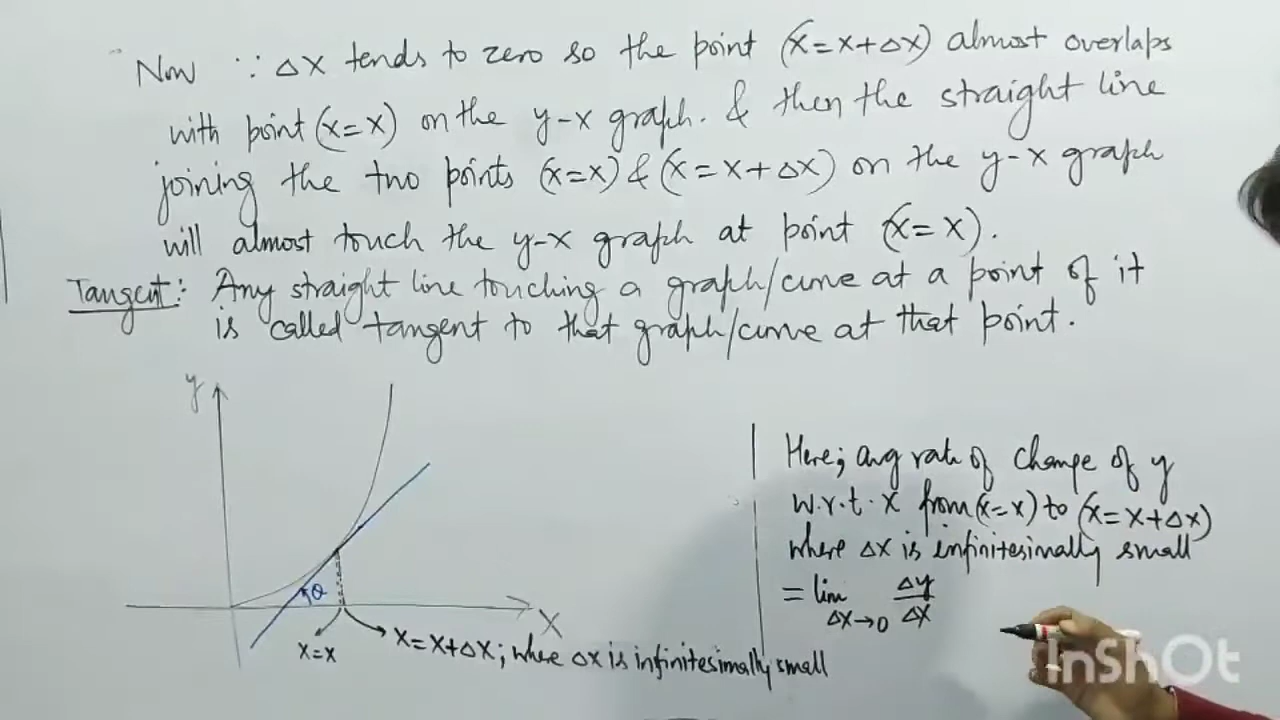 Now ∵ Δx tends to zero so the point (x=x+Δx) almost overlaps
with point (x=x) on the y-x graph. & then the straight line
joining the two points (x=x) & (x=x+Δx) on the y-x graph
will almost touch the y-x graph at point (x=x).
Tangent: Any straight line touching a graph/curve at a point of it
is called tangent to that graph/curve at that point.
y
θ
x
x=x
x=x+Δx; where Δx is infinitesimally small
Here; avg rate of change of y
w.r.t. x from (x=x) to (x=x+Δx)
where Δx is infinitesimally small
= lim Δy/Δx
Δx→0
InShOt